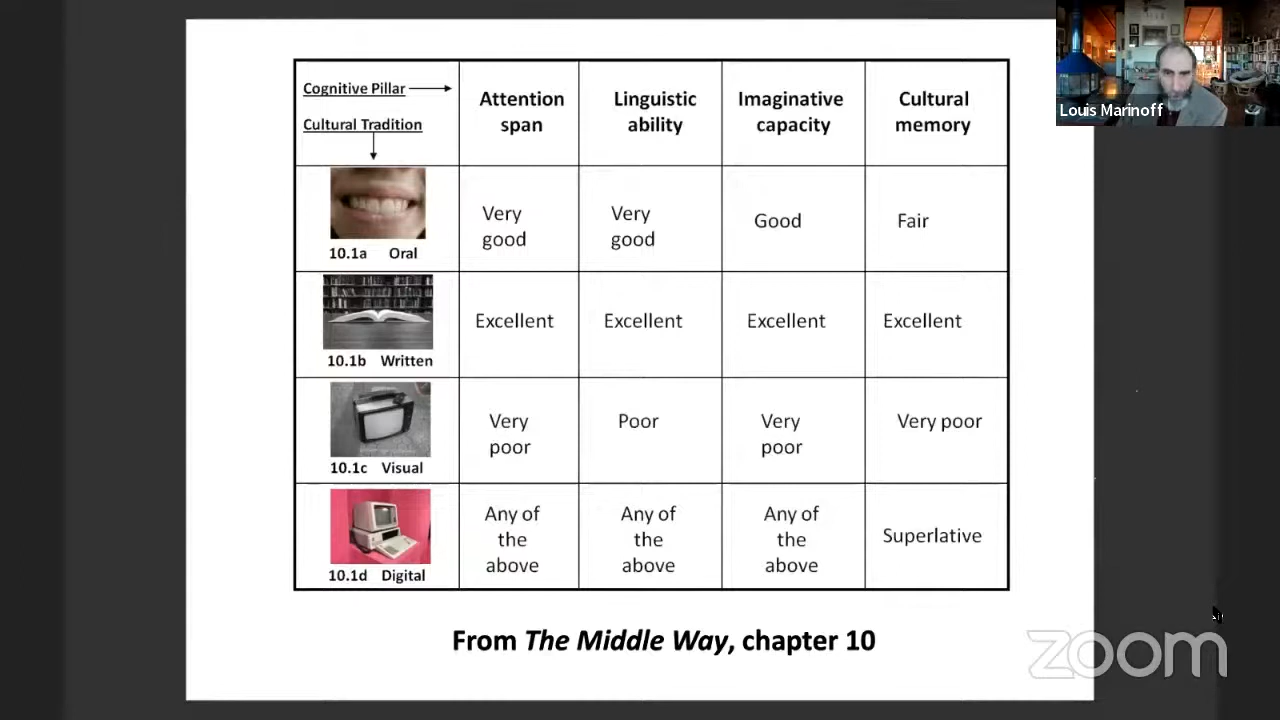 Cognitive Pillar
Cultural Tradition
Attention
span
Linguistic
ability
Imaginative
capacity
Cultural
memory
10.1a Oral
Very
good
Very
good
Good
Fair
10.1b Written
Excellent
Excellent
Excellent
Excellent
10.1c Visual
Very
poor
Poor
Very
poor
Very poor
10.1d Digital
Any of
the
above
Any of
the
above
Any of
the
above
Superlative
From The Middle Way, chapter 10
Louis Marinoff
zoom